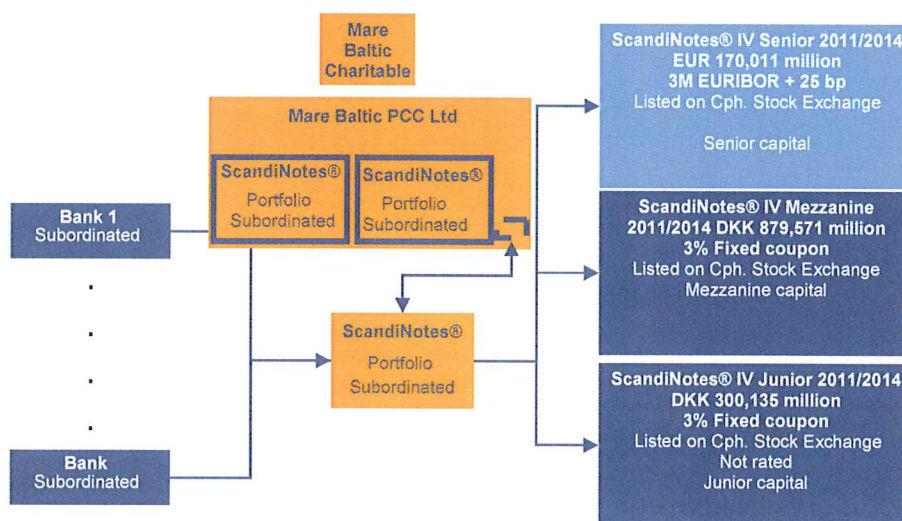 Mare
Baltic
Charitable
Mare Baltic PCC Ltd
ScandiNotes®
Portfolio
Subordinated
ScandiNotes®
Portfolio
Subordinated
Bank 1
Subordinated
Bank
Subordinated
ScandiNotes®
Portfolio
Subordinated
ScandiNotes® IV Senior 2011/2014
EUR 170,011 million
3M EURIBOR + 25 bp
Listed on Cph. Stock Exchange
Senior capital
ScandiNotes® IV Mezzanine
2011/2014 DKK 879,571 million
3% Fixed coupon
Listed on Cph. Stock Exchange
Mezzanine capital
ScandiNotes® IV Junior 2011/2014
DKK 300,135 million
3% Fixed coupon
Listed on Cph. Stock Exchange
Not rated
Junior capital